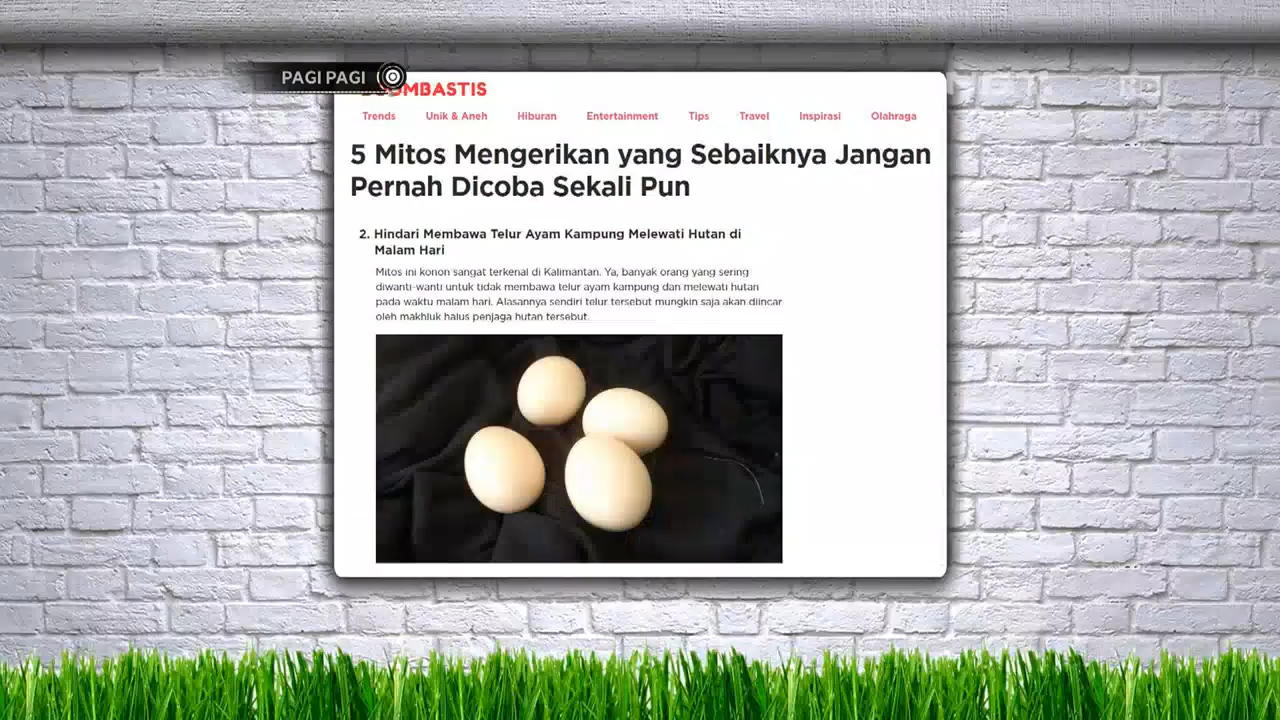 PAGI PAGI
MBASTIS
Trends Unik & Aneh Hiburan Entertainment Tips Travel Inspirasi Olahraga
5 Mitos Mengerikan yang Sebaiknya Jangan
Pernah Dicoba Sekali Pun
2. Hindari Membawa Telur Ayam Kampung Melewati Hutan di
Malam Hari
Mitos ini konon sangat terkenal di Kalimantan. Ya, banyak orang yang sering
diwanti-wanti untuk tidak membawa telur ayam kampung dan melewati hutan
pada waktu malam hari. Alasannya sendiri telur tersebut mungkin saja akan diincar
oleh makhluk halus penjaga hutan tersebut.